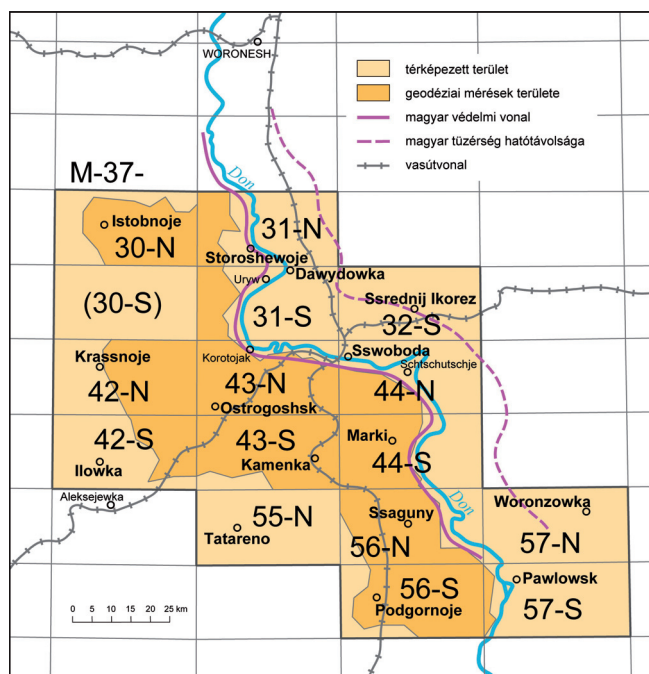 WORONESH
térképezett terület
geodéziai mérések területe
magyar védelmi vonal
magyar tüzérség hatótávolsága
vasútvonal
M-37-
Don
Istobnoje
30-N
31-N
Storoshewoje
Dawydowka
Uryw
(30-S)
31-S
Ssrednij Ikorez
32-S
Korotojak
Sswoboda
Schtschutschje
Krassnoje
42-N
43-N
44-N
Ostrogoshsk
42-S
43-S
Marki
44-S
Ilowka
Kamenka
Aleksejewka
Don
Woronzowka
55-N
Ssaguny
Tatareno
56-N
57-N
Pawlowsk
56-S
57-S
Podgornoje
0 5 10 15 20 25 km